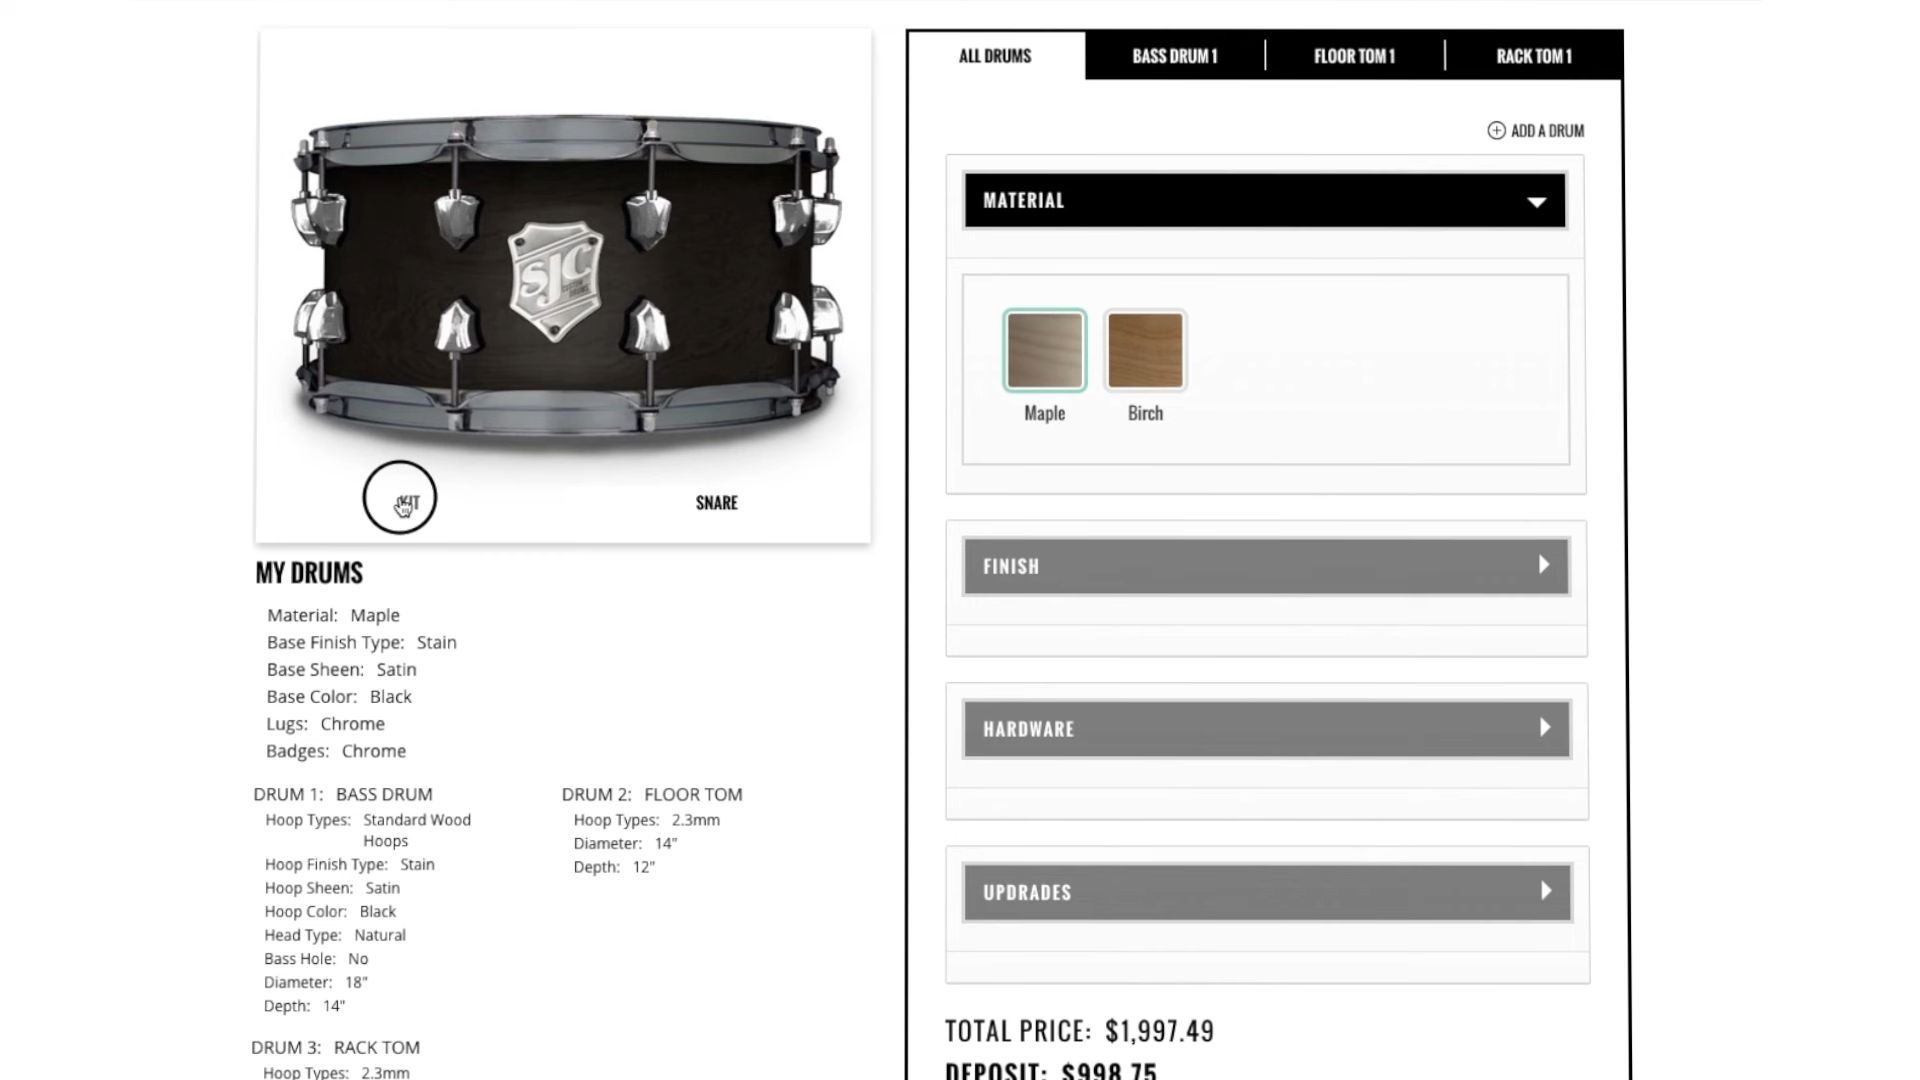 SJC
CUSTOM
DRUMS
KIT
SNARE
MY DRUMS
Material: Maple
Base Finish Type: Stain
Base Sheen: Satin
Base Color: Black
Lugs: Chrome
Badges: Chrome
DRUM 1: BASS DRUM
Hoop Types: Standard Wood
Hoops
Hoop Finish Type: Stain
Hoop Sheen: Satin
Hoop Color: Black
Head Type: Natural
Bass Hole: No
Diameter: 18"
Depth: 14"
DRUM 2: FLOOR TOM
Hoop Types: 2.3mm
Diameter: 14"
Depth: 12"
DRUM 3: RACK TOM
Hoop Types: 2.3mm
ALL DRUMS
BASS DRUM 1
FLOOR TOM 1
RACK TOM 1
ADD A DRUM
MATERIAL
Maple
Birch
FINISH
HARDWARE
UPDRADES
TOTAL PRICE: $1,997.49
DEPOSIT: $998.75